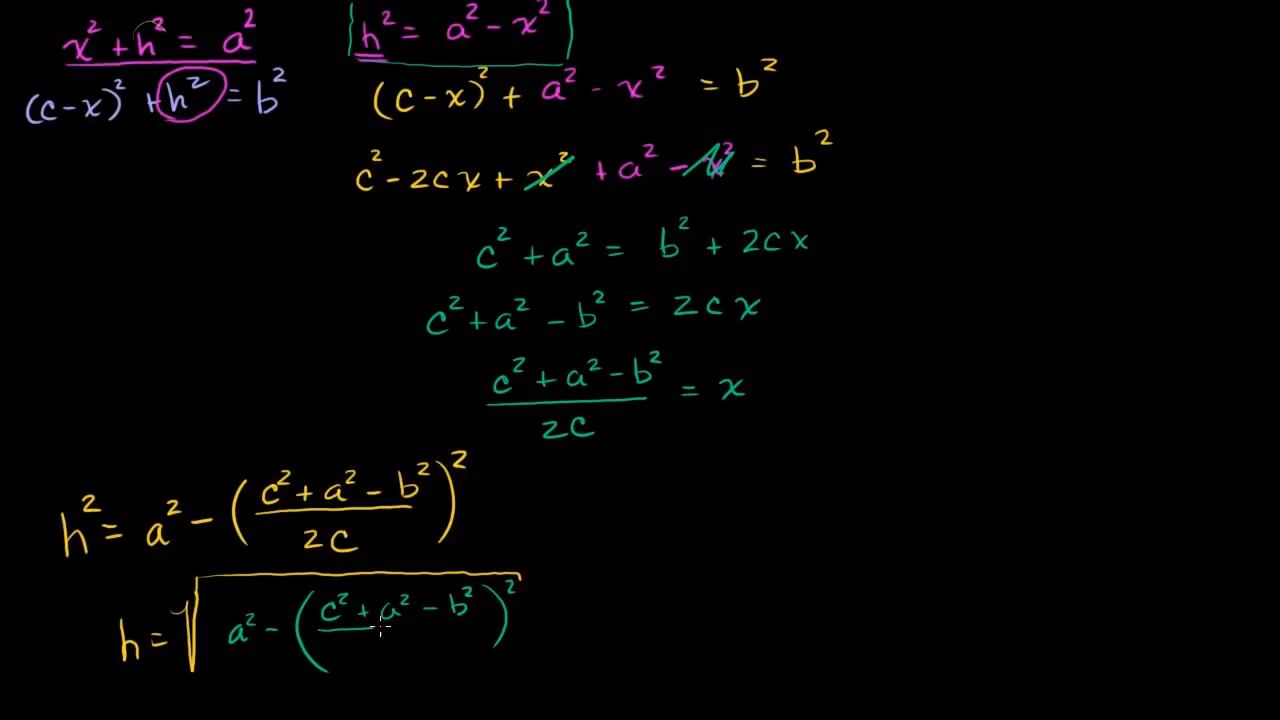 x² + h² = a²
h² = a² - x²
(c-x)² + h² = b²
(c-x)² + a² - x² = b²
c² - 2cx + x² + a² - x² = b²
c² + a² = b² + 2cx
c² + a² - b² = 2cx
c² + a² - b²
= x
2c
h² = a² - (c² + a² - b²)²
2c
h = √ a² - (c² + a² - b²)²